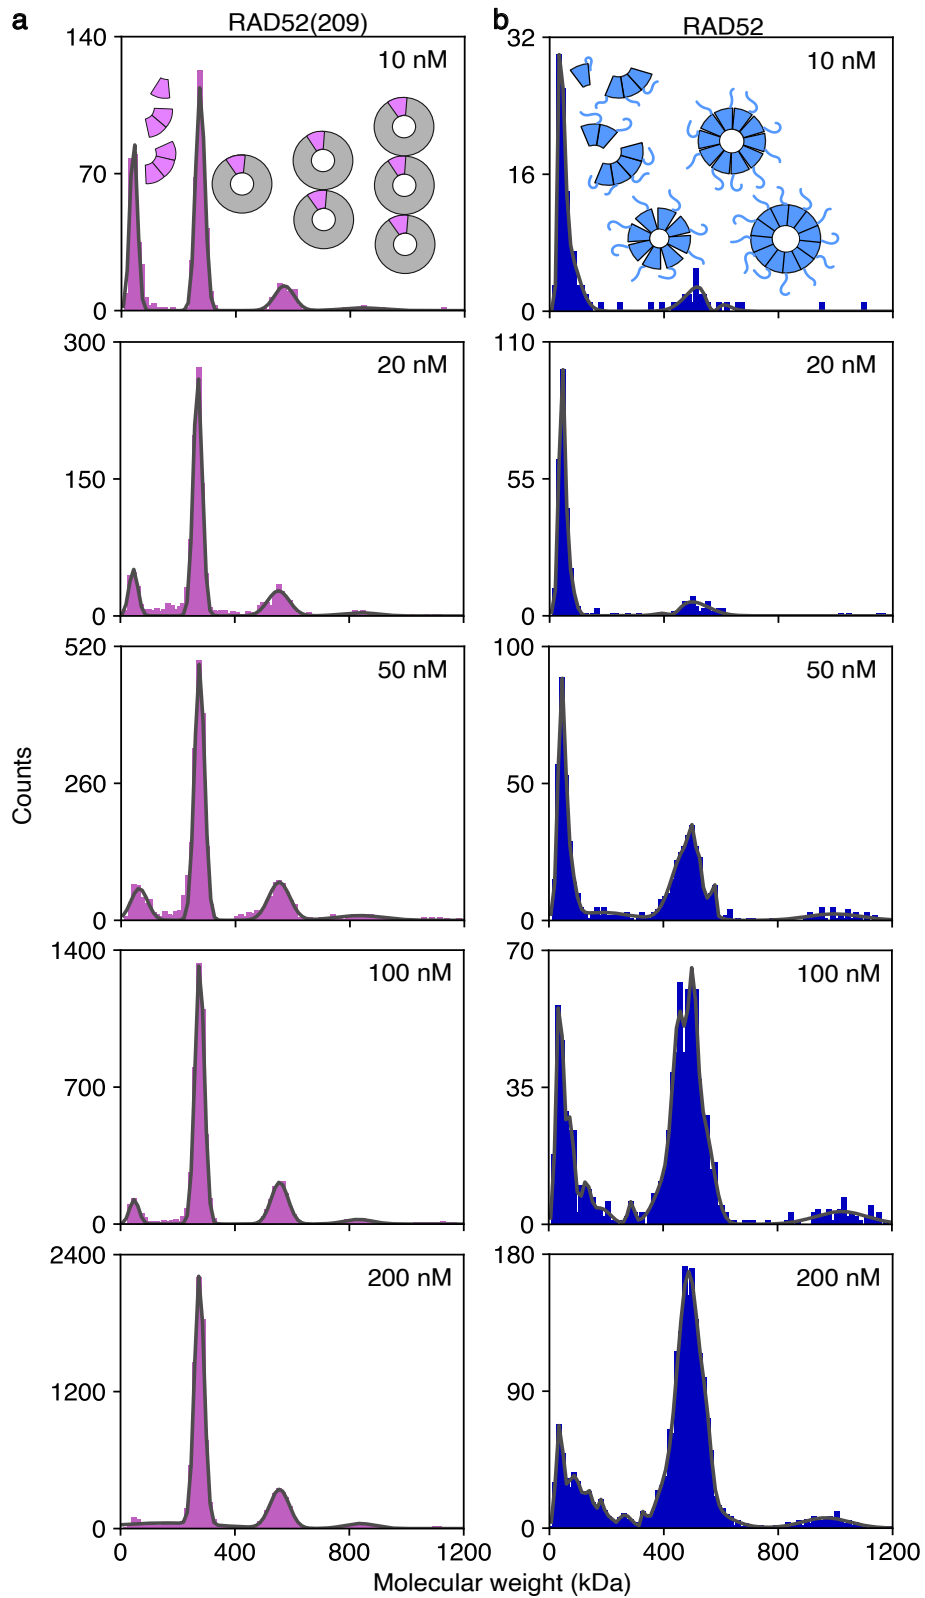 a
RAD52(209)
b
RAD52
140
70
0
10 nM
32
16
0
10 nM
300
150
0
20 nM
110
55
0
20 nM
520
260
0
50 nM
100
50
0
50 nM
Counts
1400
700
0
100 nM
70
35
0
100 nM
2400
1200
0
200 nM
180
90
0
200 nM
0 400 800 1200
0 400 800 1200
Molecular weight (kDa)